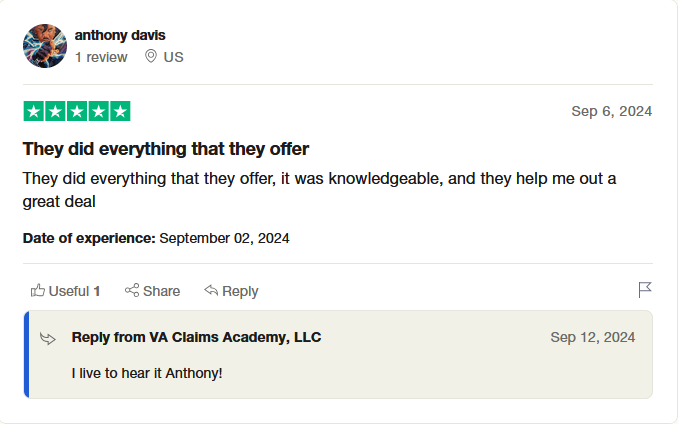 anthony davis
1 review US
Sep 6, 2024
They did everything that they offer
They did everything that they offer, it was knowledgeable, and they help me out a
great deal
Date of experience: September 02, 2024
Useful 1 Share Reply
Reply from VA Claims Academy, LLC Sep 12, 2024
I live to hear it Anthony!